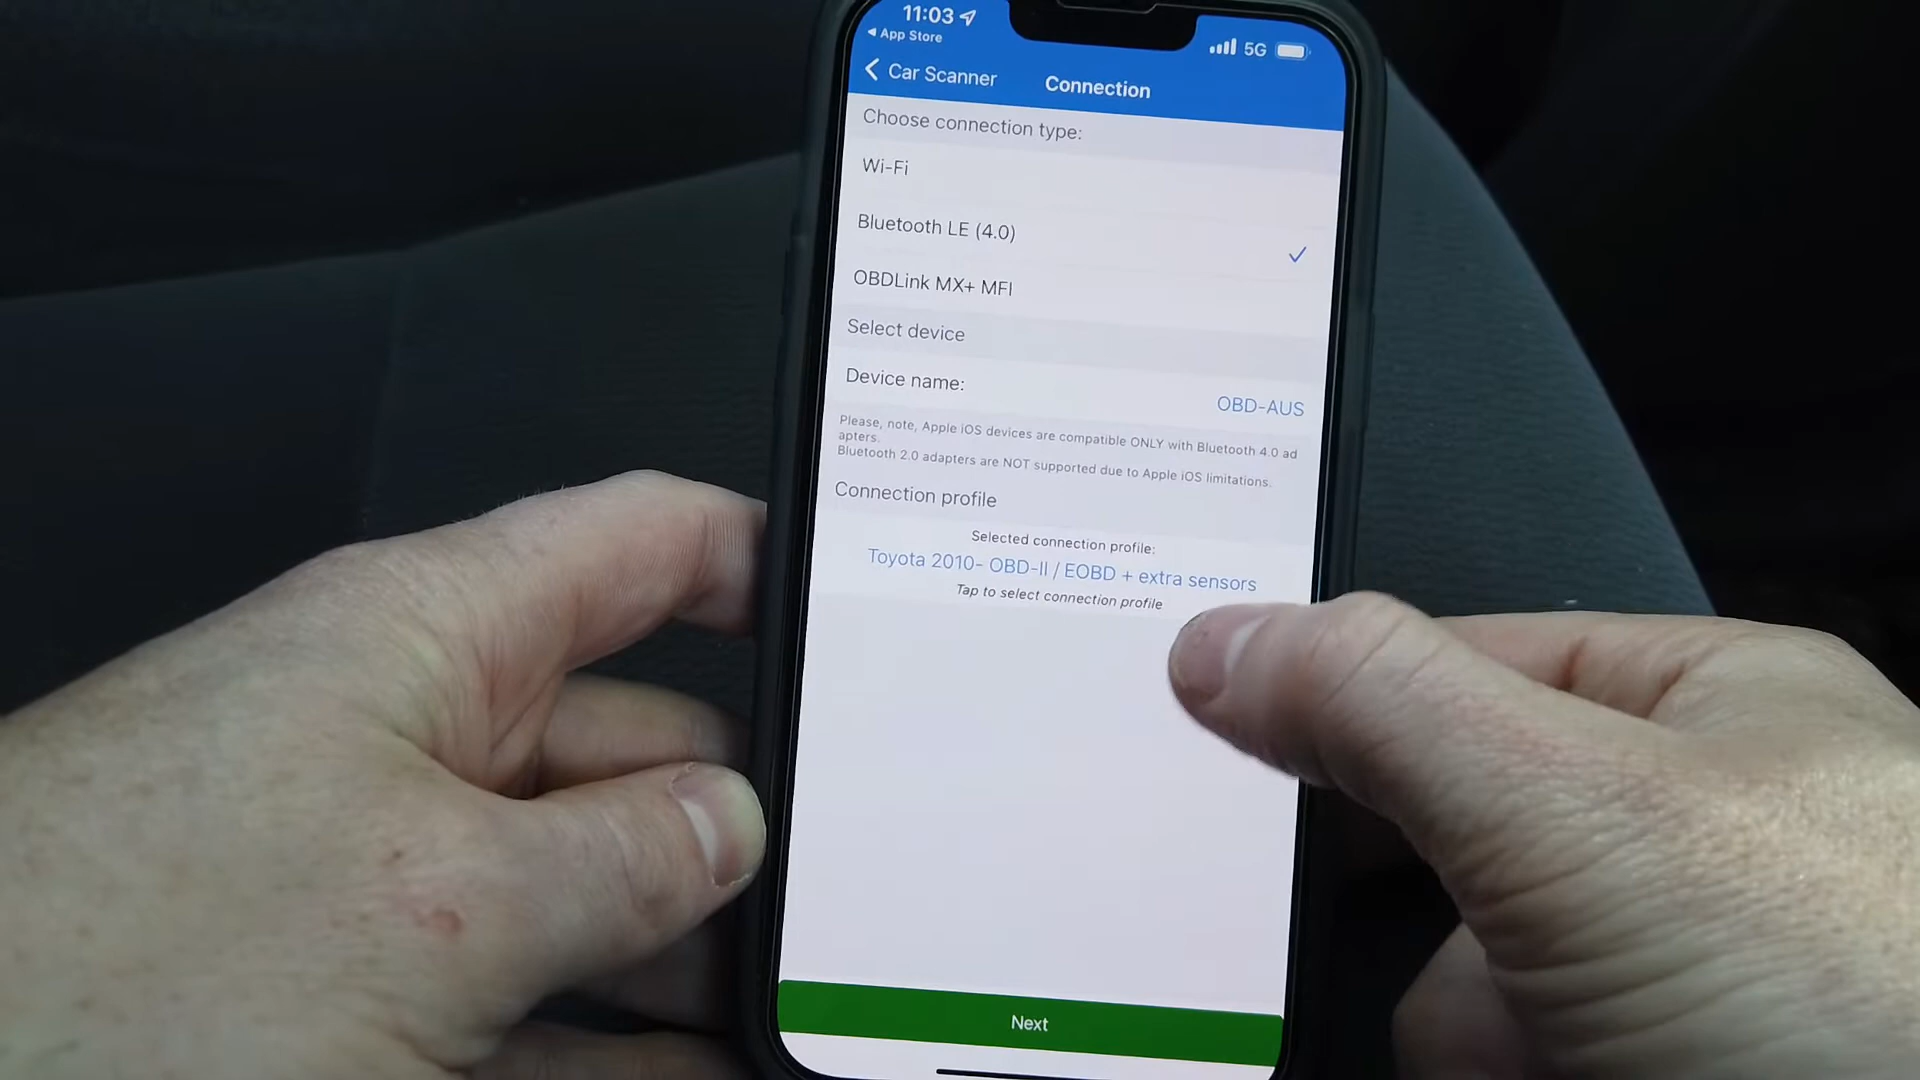 11:03
App Store
5G
Car Scanner
Connection
Choose connection type:
Wi-Fi
Bluetooth LE (4.0)
OBDLink MX+ MFI
Select device
Device name:
OBD-AUS
Please, note, Apple iOS devices are compatible ONLY with Bluetooth 4.0 ad
apters.
Bluetooth 2.0 adapters are NOT supported due to Apple iOS limitations.
Connection profile
Selected connection profile:
Toyota 2010- OBD-II / EOBD + extra sensors
Tap to select connection profile
Next